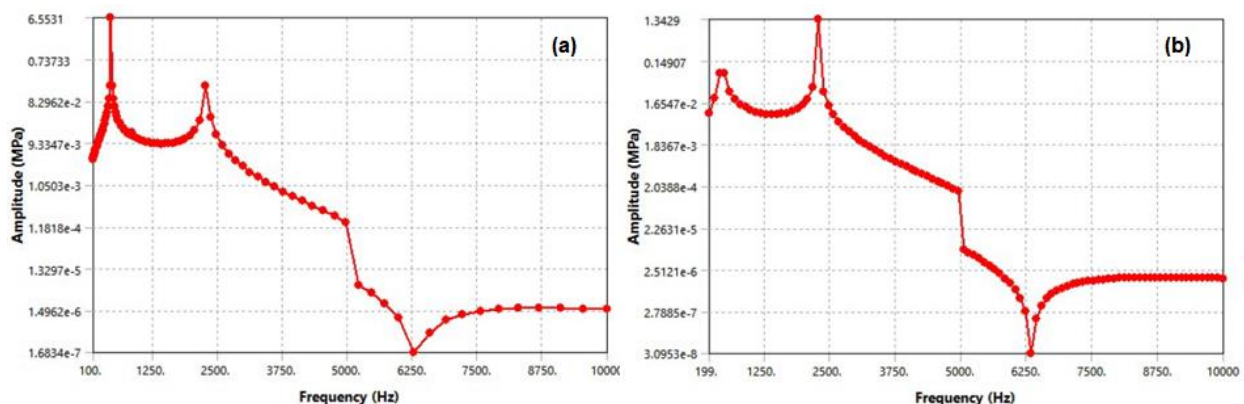 (a)
Amplitude (MPa)
6.5531
0.73733
8.2962e-2
9.3347e-3
1.0503e-3
1.1818e-4
1.3297e-5
1.4962e-6
1.6834e-7
100. 1250. 2500. 3750. 5000. 6250. 7500. 8750. 10000
Frequency (Hz)
(b)
Amplitude (MPa)
1.3429
0.14907
1.6547e-2
1.8367e-3
2.0388e-4
2.2631e-5
2.5121e-6
2.7885e-7
3.0953e-8
199. 1250. 2500. 3750. 5000. 6250. 7500. 8750. 10000
Frequency (Hz)